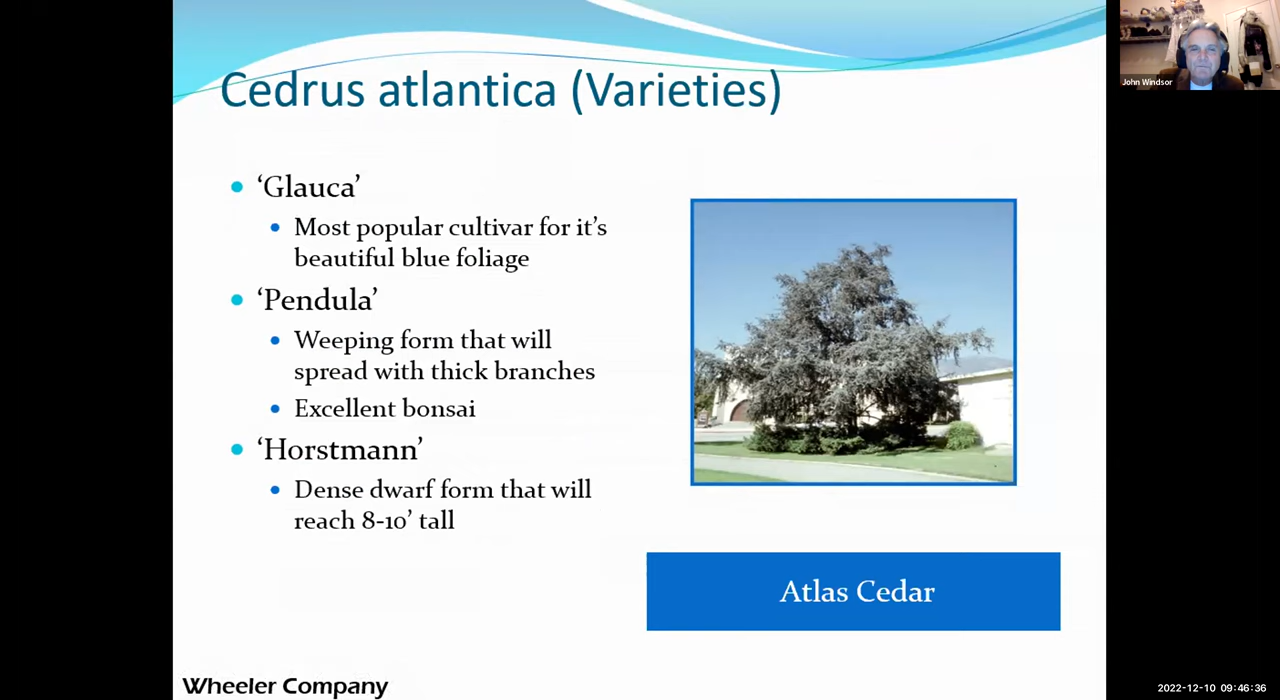 Cedrus atlantica (Varieties)
‘Glauca’
Most popular cultivar for it’s
beautiful blue foliage
‘Pendula’
Weeping form that will
spread with thick branches
Excellent bonsai
‘Horstmann’
Dense dwarf form that will
reach 8-10’ tall
Atlas Cedar
Wheeler Company
John Windsor
2022-12-10 09:46:36